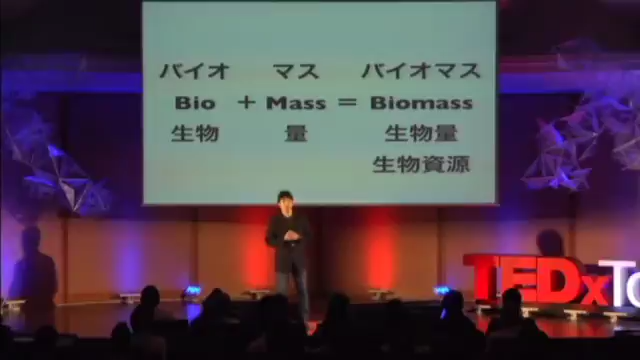 バイオ マス バイオマス
Bio + Mass = Biomass
生物 量 生物量
生物資源
TEDxTo